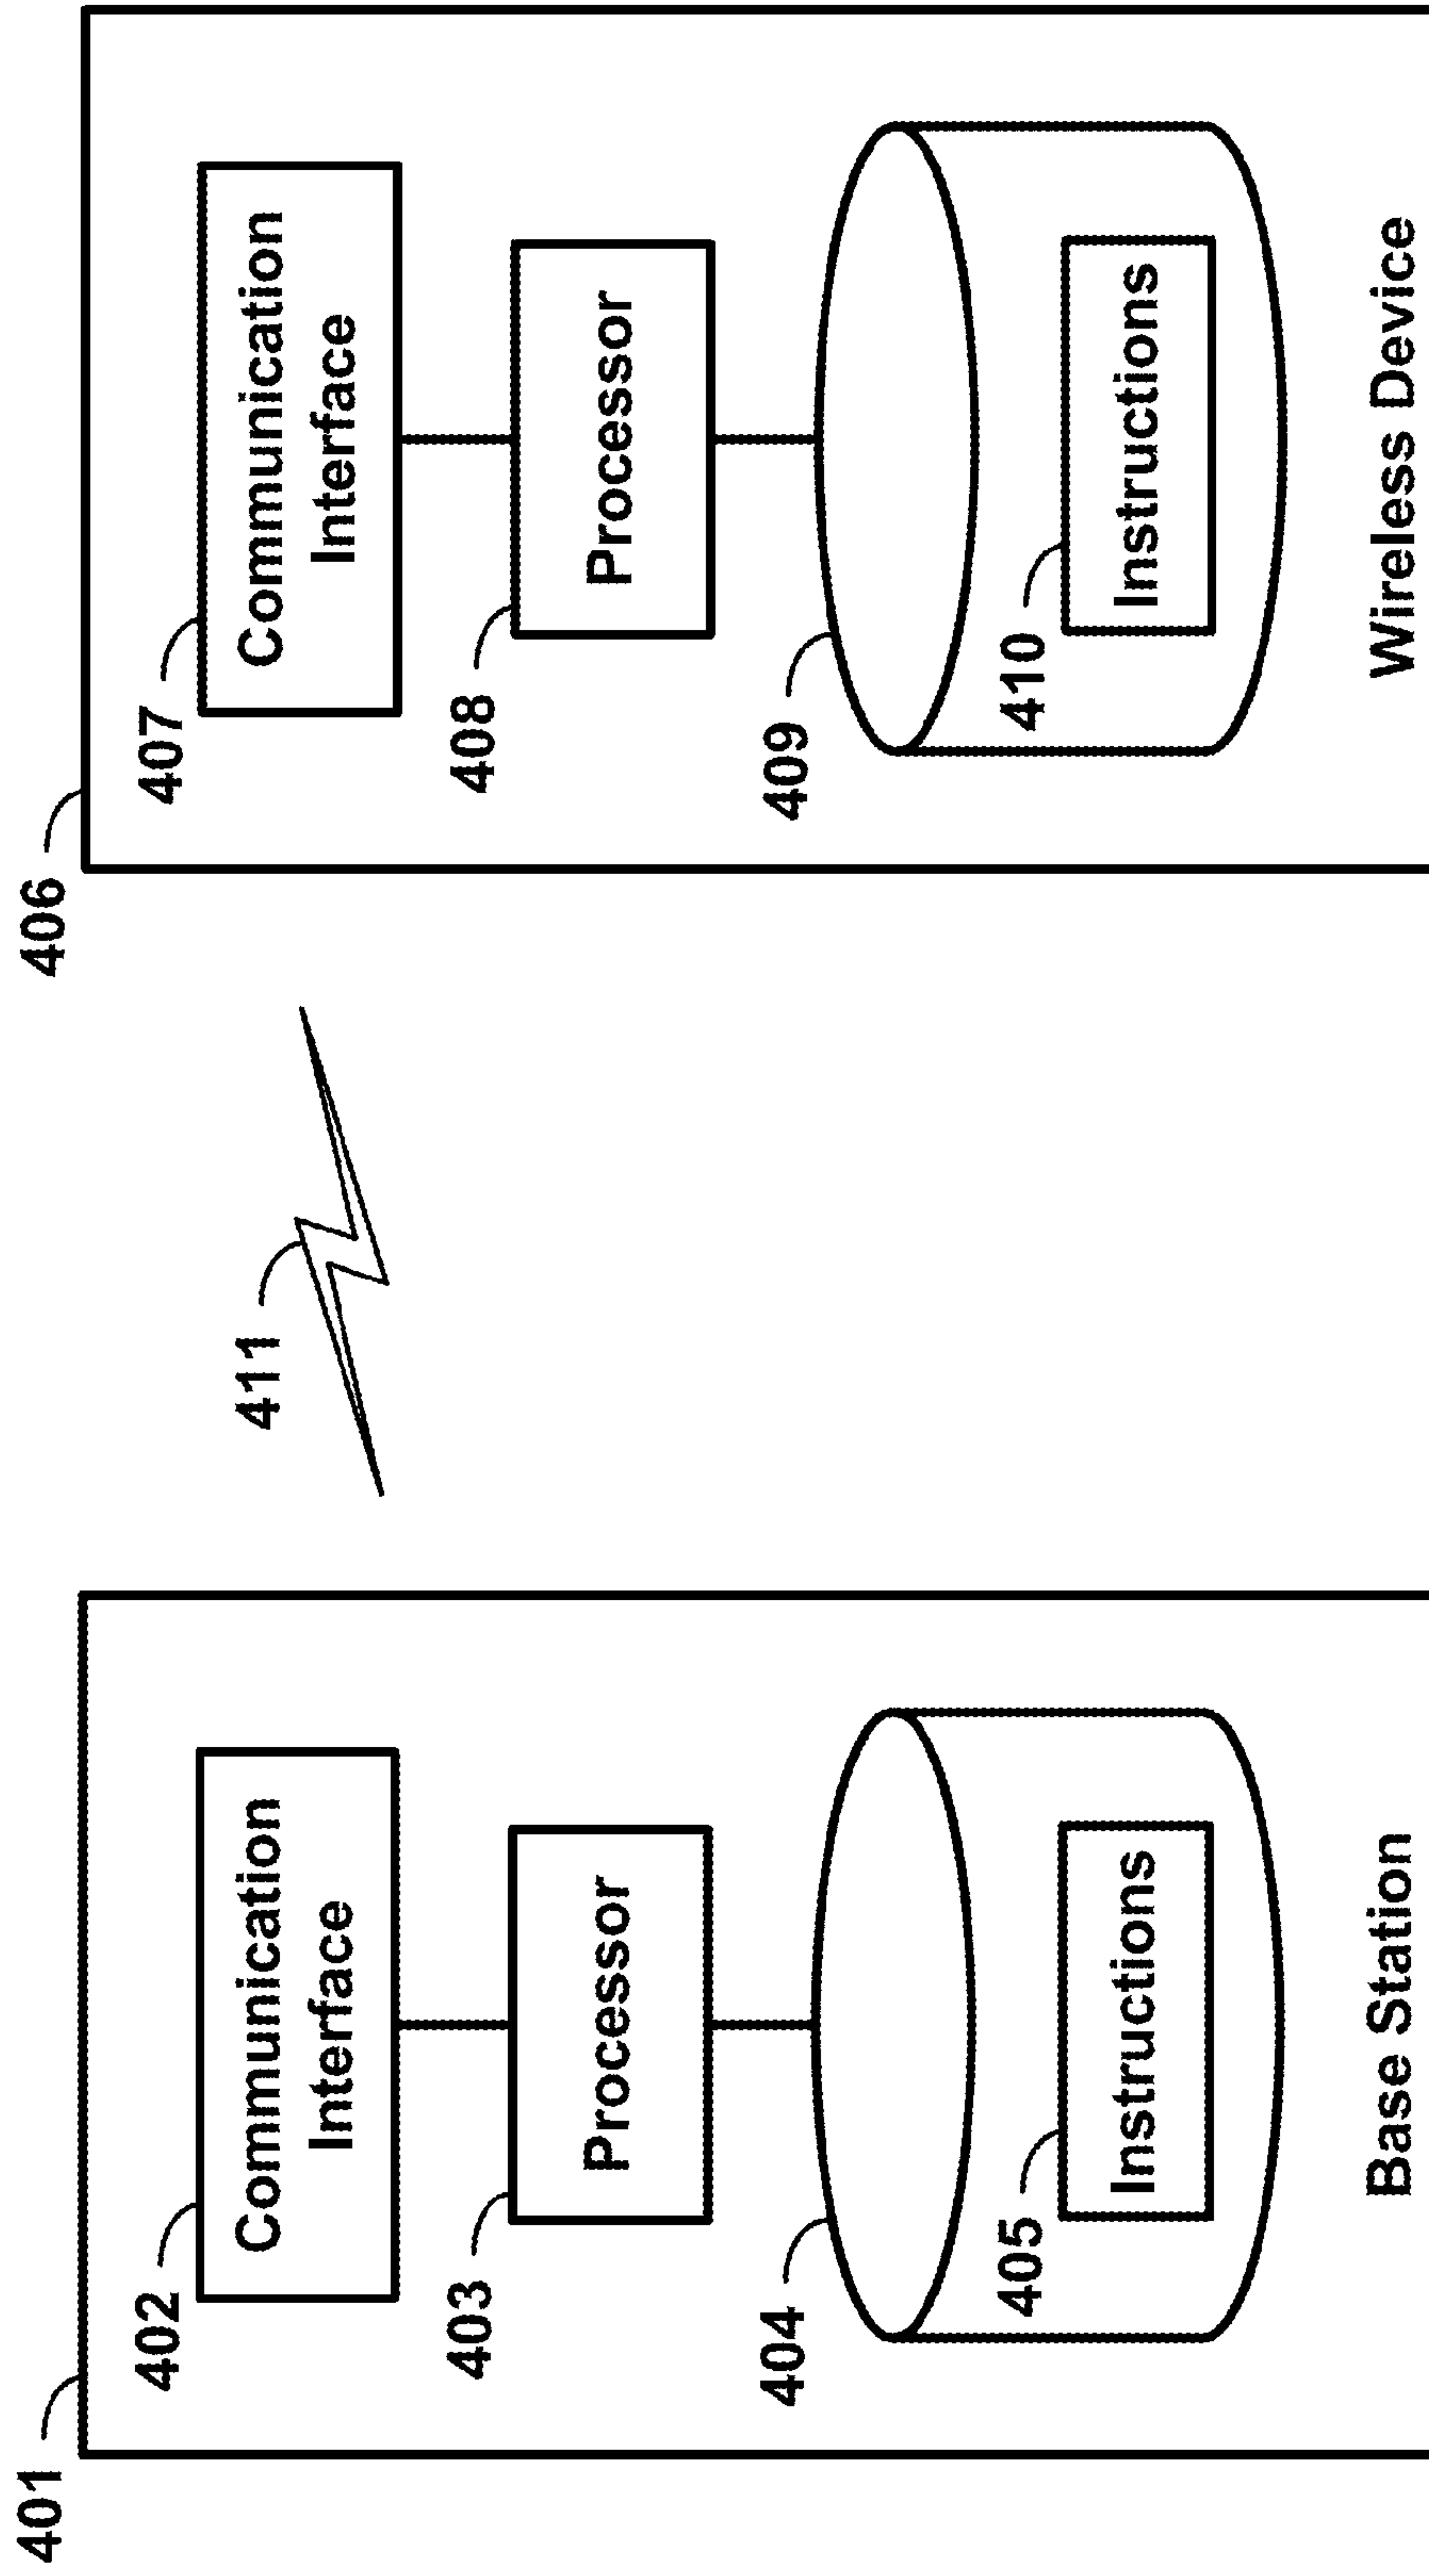 401
402
Communication
Interface
403
Processor
404
405
Instructions
Base Station
411
406
407
Communication
Interface
408
Processor
409
410
Instructions
Wireless Device